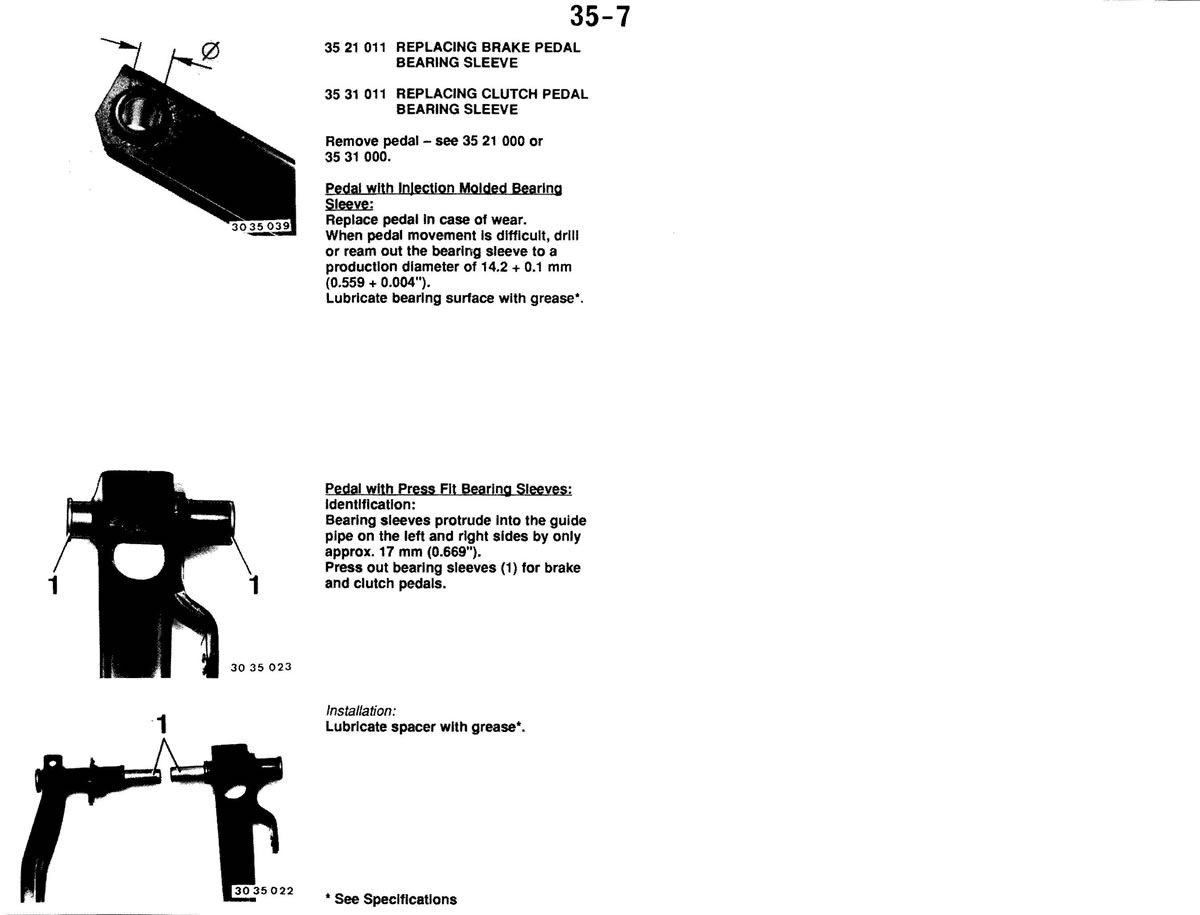 35-7
Ø
35 21 011 REPLACING BRAKE PEDAL
BEARING SLEEVE
35 31 011 REPLACING CLUTCH PEDAL
BEARING SLEEVE
Remove pedal – see 35 21 000 or
35 31 000.
Pedal with Injection Molded Bearing
Sleeve:
Replace pedal in case of wear.
When pedal movement is difficult, drill
or ream out the bearing sleeve to a
production diameter of 14.2 + 0.1 mm
(0.559 + 0.004").
Lubricate bearing surface with grease*.
30 35 039
Pedal with Press Fit Bearing Sleeves:
Identification:
Bearing sleeves protrude into the guide
pipe on the left and right sides by only
approx. 17 mm (0.669").
Press out bearing sleeves (1) for brake
and clutch pedals.
1 1
30 35 023
Installation:
Lubricate spacer with grease*.
1
30 35 022
* See Specifications